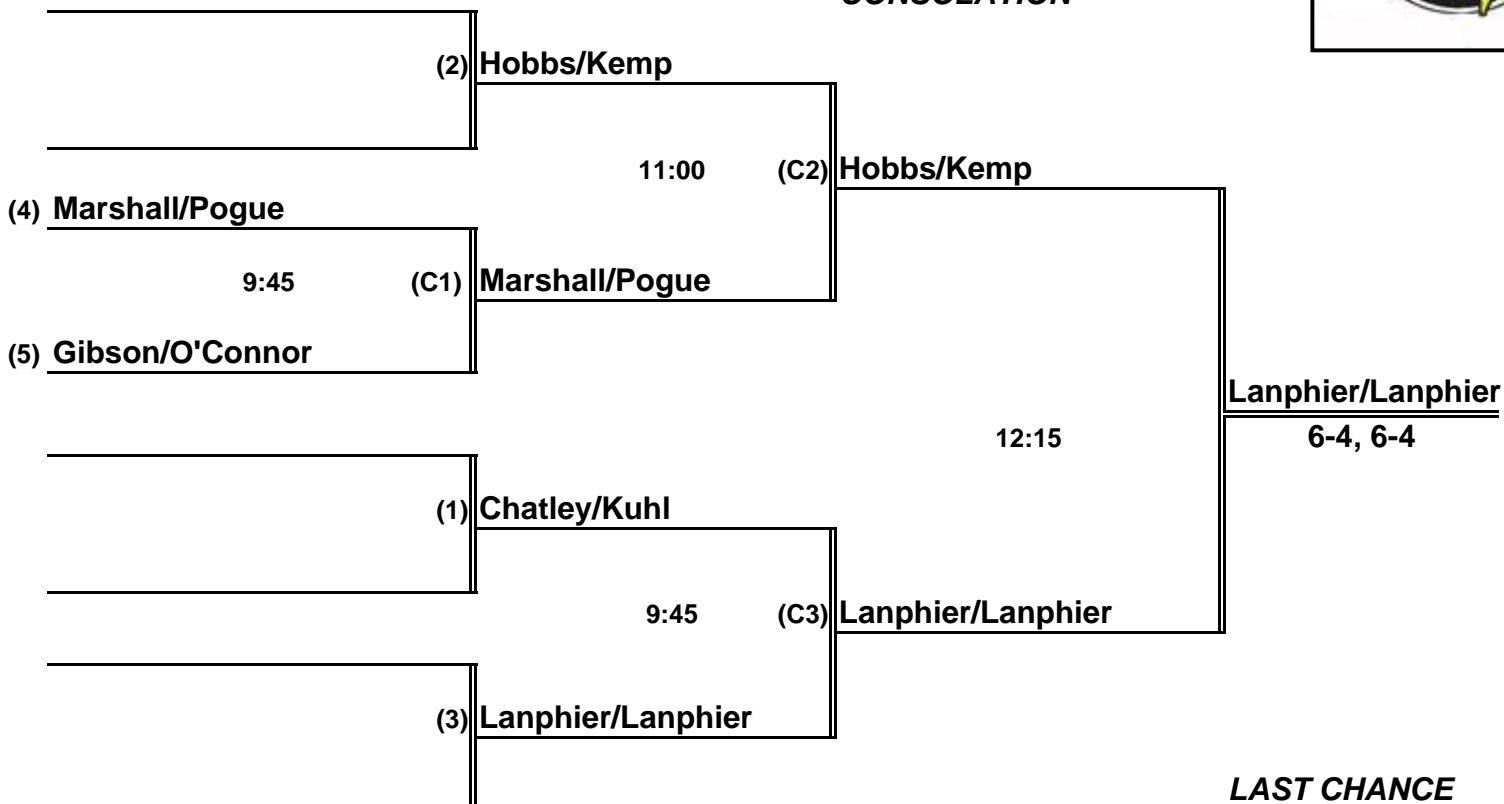 CONSOLATION
(2) Hobbs/Kemp
11:00 (C2) Hobbs/Kemp
(4) Marshall/Pogue
9:45 (C1) Marshall/Pogue
(5) Gibson/O'Connor
Lanphier/Lanphier
12:15 6-4, 6-4
(1) Chatley/Kuhl
9:45 (C3) Lanphier/Lanphier
(3) Lanphier/Lanphier
LAST CHANCE